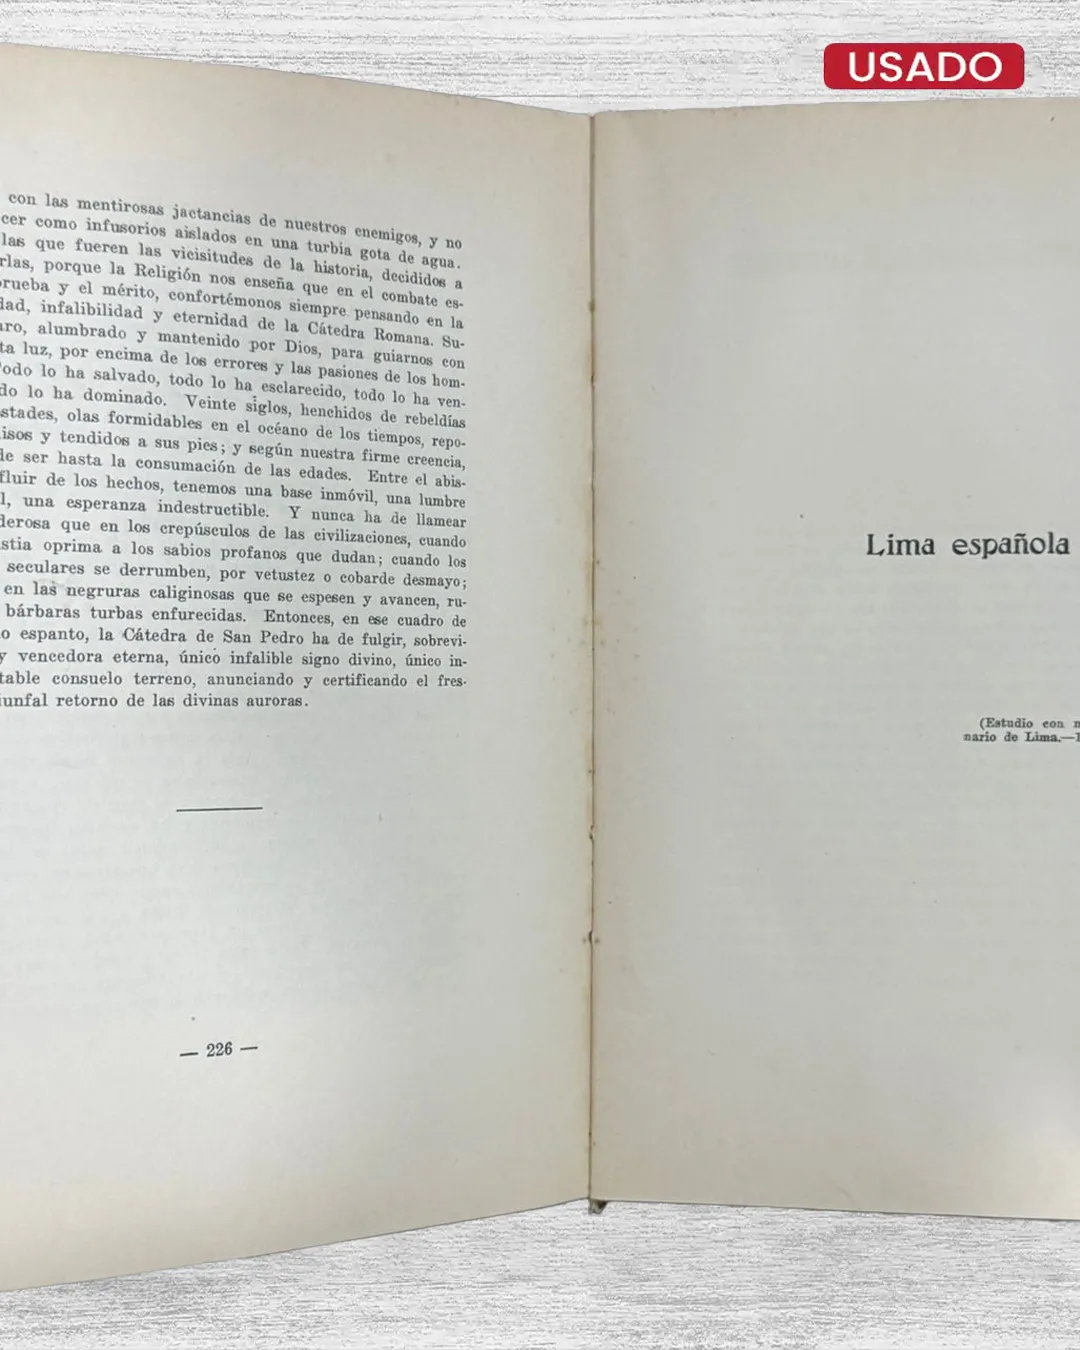 USADO
con las mentirosas jactancias de nuestros enemigos, y no
cer como infusorios aislados en una turbia gota de agua.
las que fueren las vicisitudes de la historia, decididos a
rlas, porque la Religión nos enseña que en el combate es-
rueba y el mérito, confortémonos siempre pensando en la
dad, infalibilidad y eternidad de la Cátedra Romana. Su-
aro, alumbrado y mantenido por Dios, para guiarnos con
ta luz, por encima de los errores y las pasiones de los hom-
Todo lo ha salvado, todo lo ha esclarecido, todo lo ha ven-
do lo ha dominado. Veinte siglos, henchidos de rebeldías
stades, olas formidables en el océano de los tiempos, repo-
isos y tendidos a sus pies; y según nuestra firme creencia,
de ser hasta la consumación de las edades. Entre el abis-
fluir de los hechos, tenemos una base inmóvil, una lumbre
l, una esperanza indestructible. Y nunca ha de llamear
derosa que en los crepúsculos de las civilizaciones, cuando
stia oprima a los sabios profanos que dudan; cuando los
seculares se derrumben, por vetustez o cobarde desmayo;
en las negruras caliginosas que se espesen y avancen, ru-
bárbaras turbas enfurecidas. Entonces, en ese cuadro de
o espanto, la Cátedra de San Pedro ha de fulgir, sobrevi-
y vencedora eterna, único infalible signo divino, único in-
table consuelo terreno, anunciando y certificando el fres-
iunfal retorno de las divinas auroras.
— 226 —
Lima española
(Estudio con
nario de Lima.—